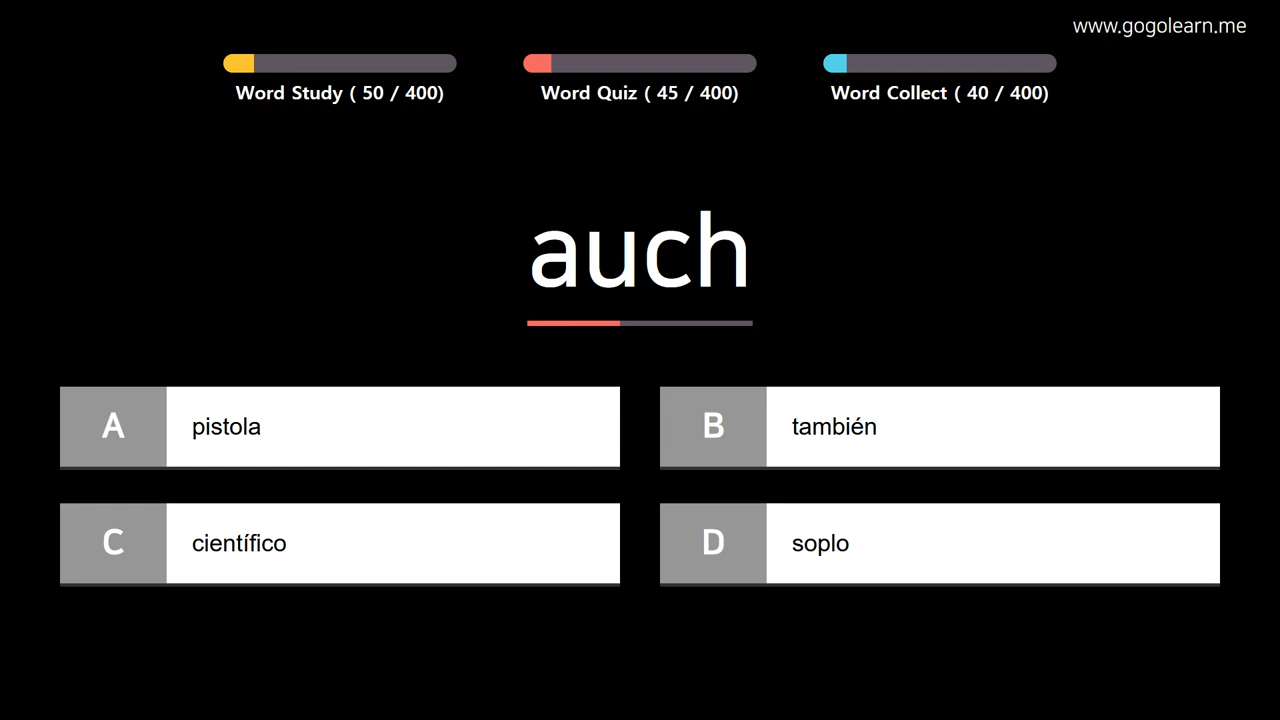 www.gogolearn.me
Word Study ( 50 / 400)
Word Quiz ( 45 / 400)
Word Collect ( 40 / 400)
auch
A pistola
B también
C científico
D soplo